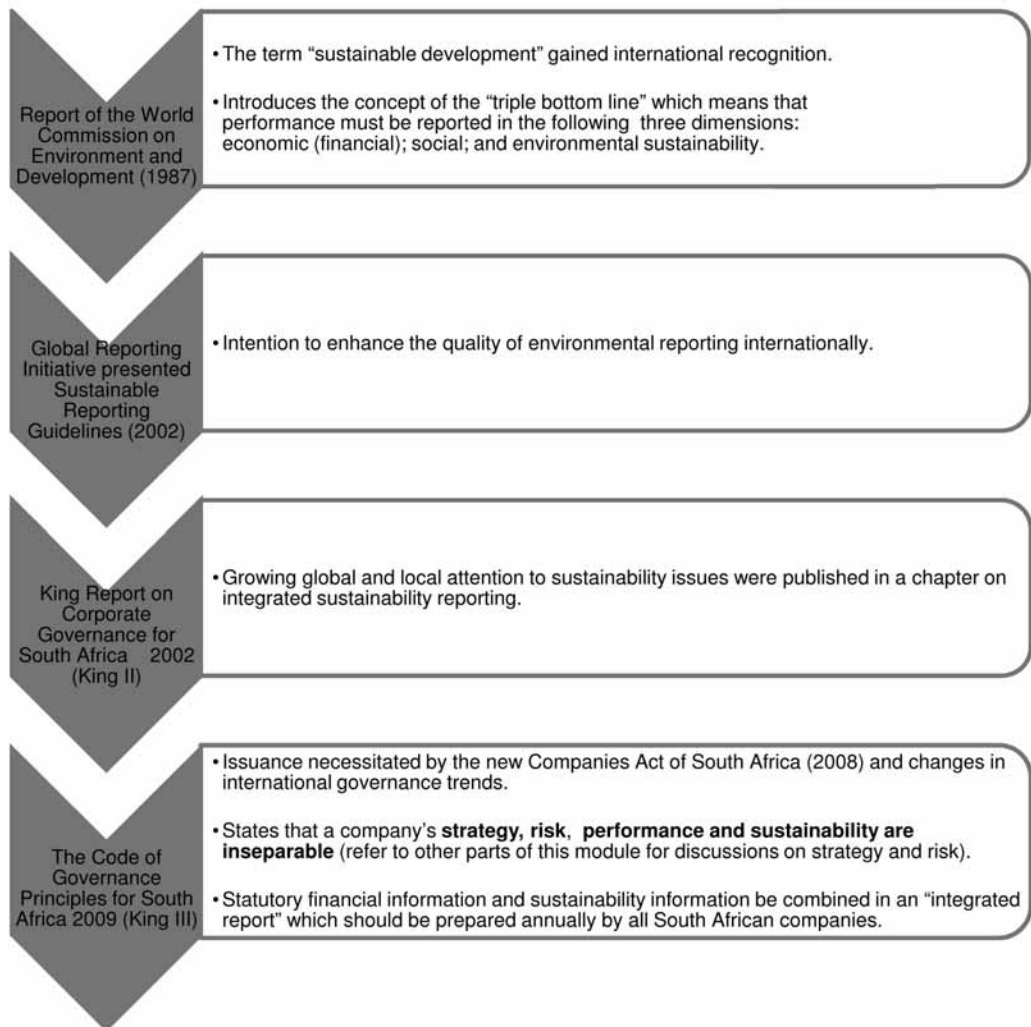 Report of the World
Commission on
Environment and
Development (1987)
• The term “sustainable development” gained international recognition.
• Introduces the concept of the “triple bottom line” which means that
performance must be reported in the following three dimensions:
economic (financial); social; and environmental sustainability.
Global Reporting
Initiative presented
Sustainable
Reporting
Guidelines (2002)
• Intention to enhance the quality of environmental reporting internationally.
King Report on
Corporate
Governance for
South Africa 2002
(King II)
• Growing global and local attention to sustainability issues were published in a chapter on
integrated sustainability reporting.
The Code of
Governance
Principles for South
Africa 2009 (King III)
• Issuance necessitated by the new Companies Act of South Africa (2008) and changes in
international governance trends.
• States that a company’s strategy, risk, performance and sustainability are
inseparable (refer to other parts of this module for discussions on strategy and risk).
• Statutory financial information and sustainability information be combined in an “integrated
report” which should be prepared annually by all South African companies.